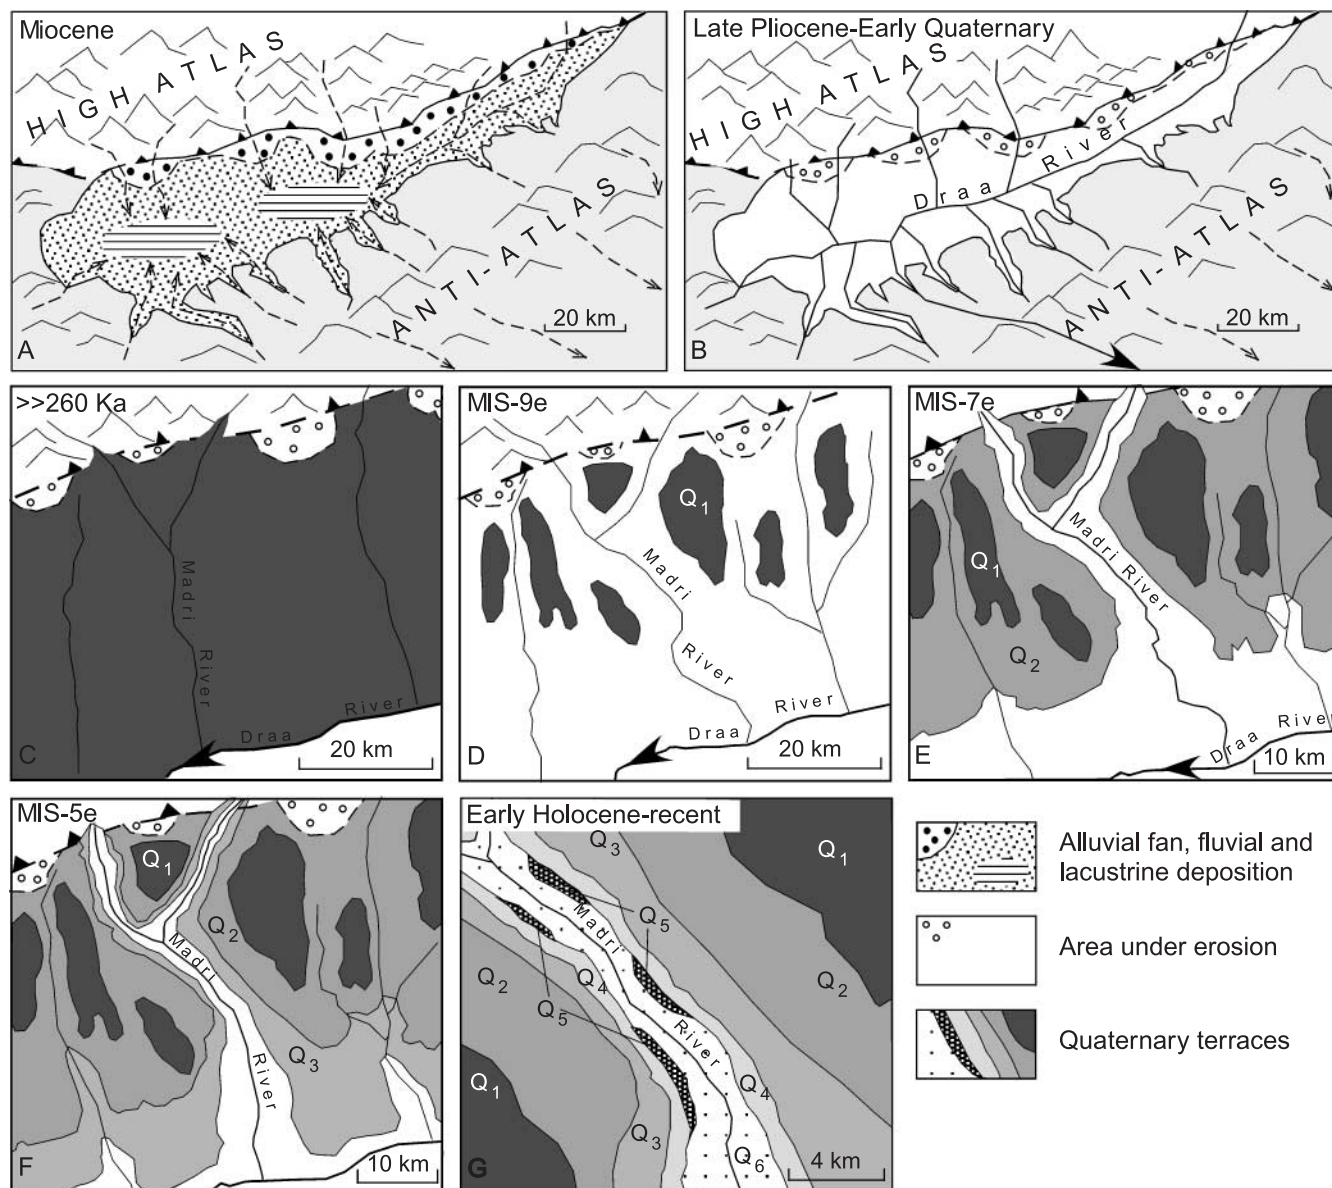 Miocene
HIGH ATLAS
ANTI-ATLAS
20 km
A
Late Pliocene-Early Quaternary
HIGH ATLAS
Draa River
ANTI-ATLAS
20 km
B
>>260 Ka
Madri River
Draa River
20 km
C
MIS-9e
Q1
Madri River
Draa River
20 km
D
MIS-7e
Q1
Madri River
Q2
Draa River
10 km
E
MIS-5e
Q1
Q2
Madri River
Q3
10 km
F
Early Holocene-recent
Q3
Q1
Q5
Madri River
Q2
Q4
Q2
Q5
Q1
Q4
Q3
Q6
4 km
G
Alluvial fan, fluvial and
lacustrine deposition
Area under erosion
Quaternary terraces